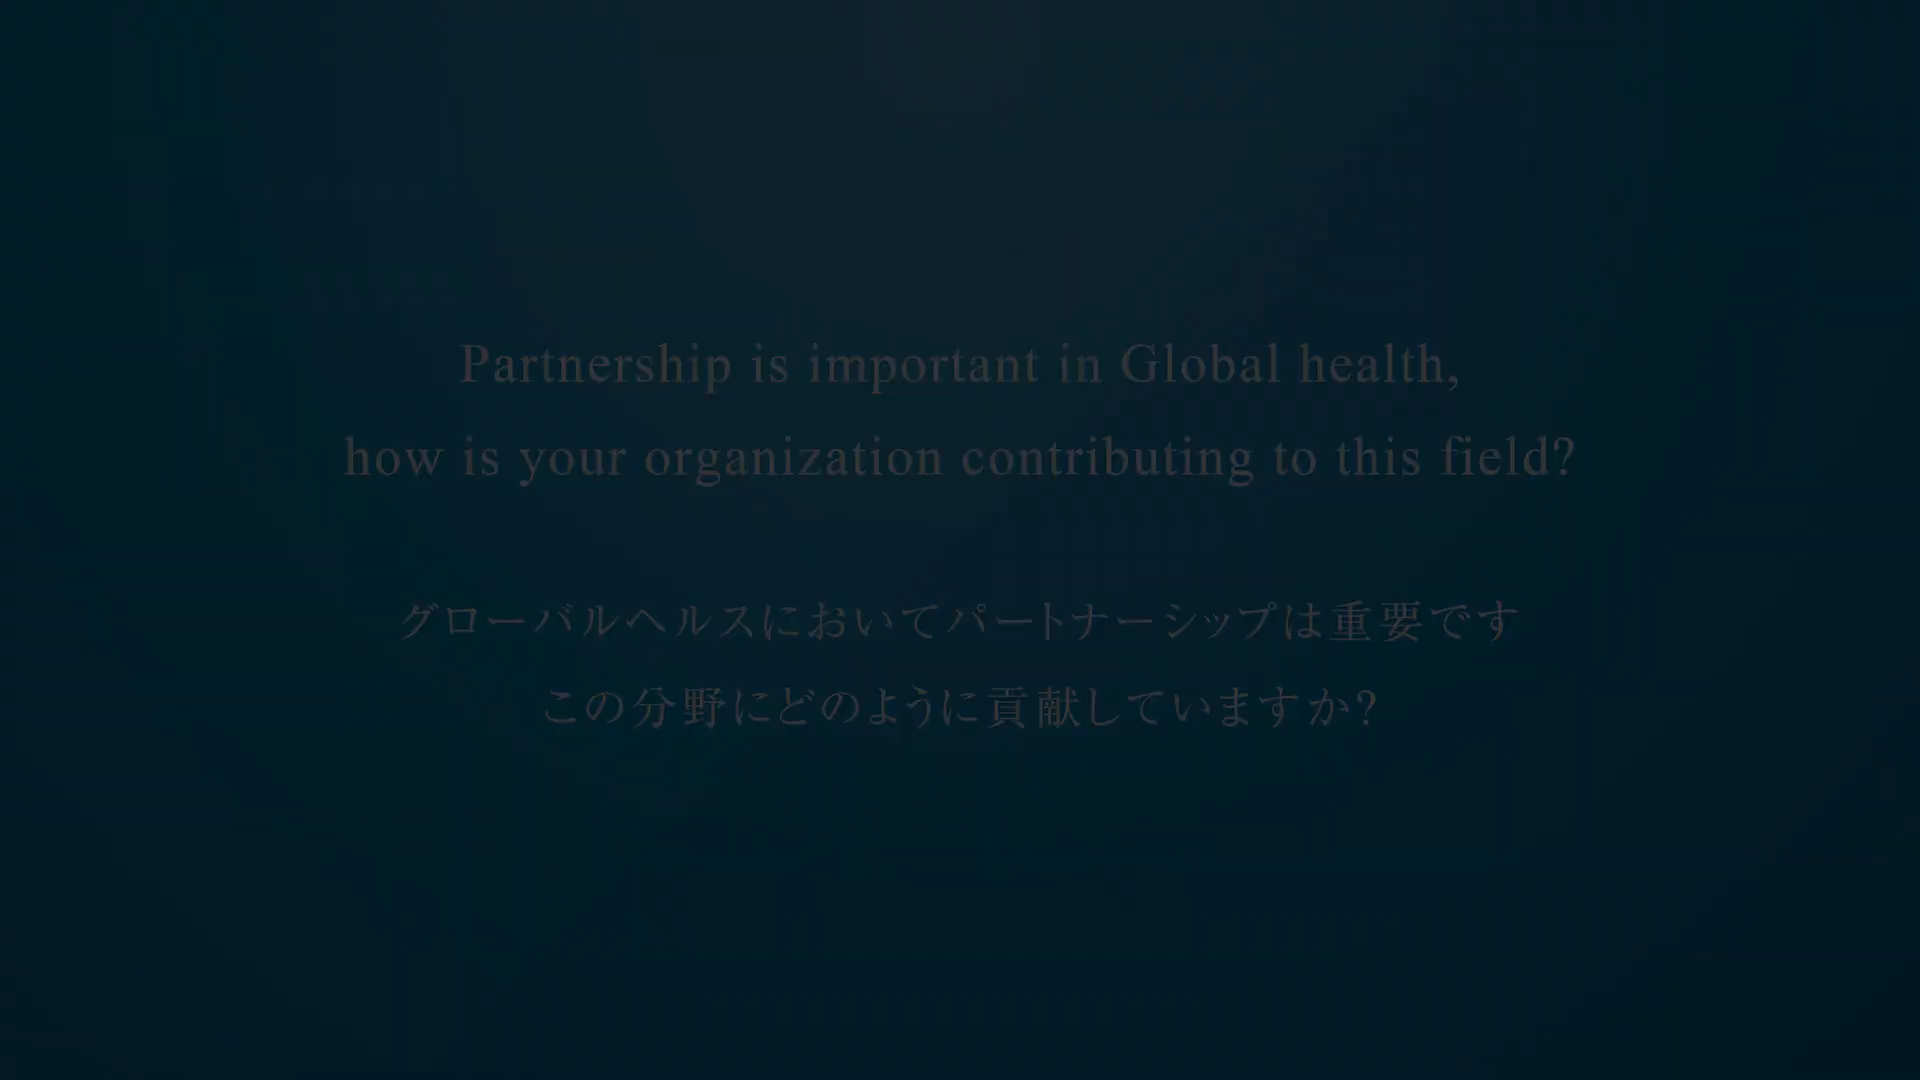 Partnership is important in Global health,
how is your organization contributing to this field?
グローバルヘルスにおいてパートナーシップは重要です
この分野にどのように貢献していますか?